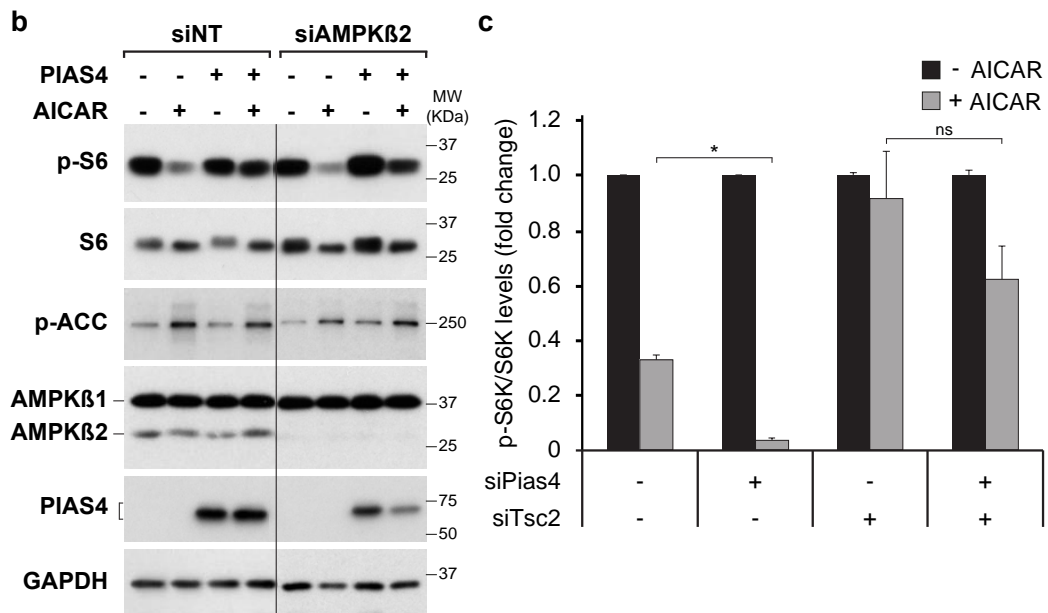 b
siNT siAMPKß2
PIAS4 - - + + - - + +
AICAR - + - + - + - +
MW
(KDa)
p-S6
37
25
S6
37
25
p-ACC
250
AMPKß1
37
AMPKß2
25
PIAS4
75
50
GAPDH
37
c
- AICAR
+ AICAR
p-S6K/S6K levels (fold change)
1.2
1.0
0.8
0.6
0.4
0.2
0
*
ns
siPias4 - + - +
siTsc2 - - + +